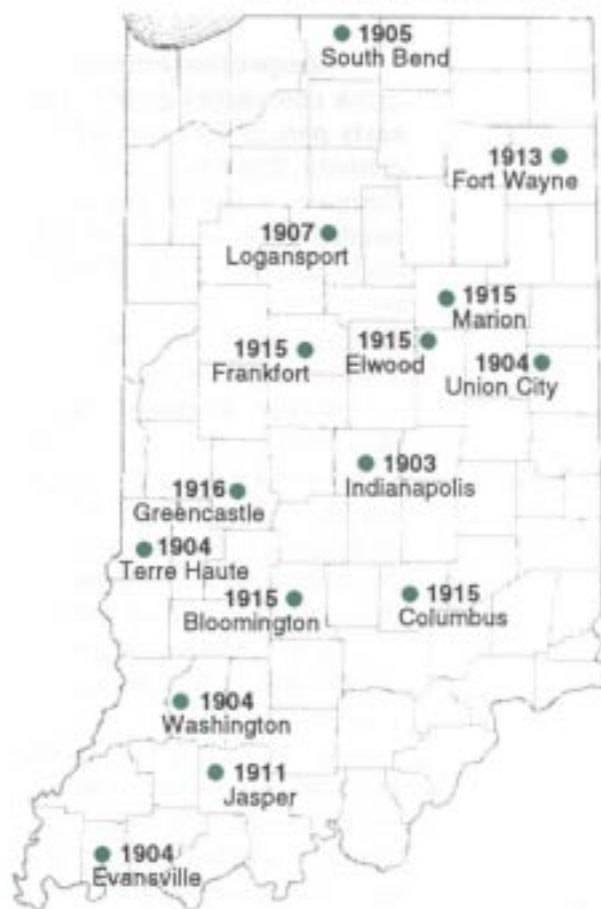 1905
South Bend
1913
Fort Wayne
1907
Logansport
1915
Marion
1915
Elwood
1915
Frankfort
1904
Union City
1903
Indianapolis
1916
Greencastle
1904
Terre Haute
1915
Bloomington
1915
Columbus
1904
Washington
1911
Jasper
1904
Evansville